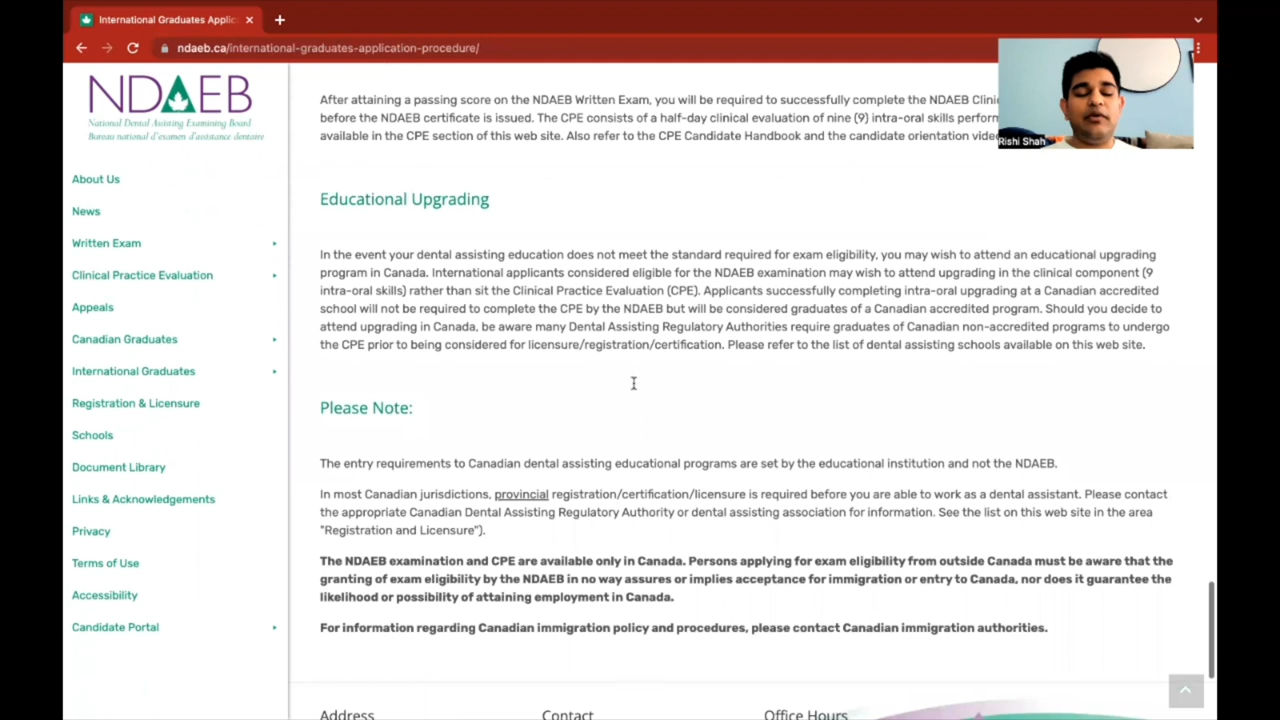 International Graduates Applic
ndaeb.ca/international-graduates-application-procedure/
NDAEB
National Dental Assisting Examining Board
Bureau national d'examen d'assistance dentaire
About Us
News
Written Exam
Clinical Practice Evaluation
Appeals
Canadian Graduates
International Graduates
Registration & Licensure
Schools
Document Library
Links & Acknowledgements
Privacy
Terms of Use
Accessibility
Candidate Portal
After attaining a passing score on the NDAEB Written Exam, you will be required to successfully complete the NDAEB Clini
before the NDAEB certificate is issued. The CPE consists of a half-day clinical evaluation of nine (9) intra-oral skills perform
available in the CPE section of this web site. Also refer to the CPE Candidate Handbook and the candidate orientation vide
Rishi Shah
Educational Upgrading
In the event your dental assisting education does not meet the standard required for exam eligibility, you may wish to attend an educational upgrading
program in Canada. International applicants considered eligible for the NDAEB examination may wish to attend upgrading in the clinical component (9
intra-oral skills) rather than sit the Clinical Practice Evaluation (CPE). Applicants successfully completing intra-oral upgrading at a Canadian accredited
school will not be required to complete the CPE by the NDAEB but will be considered graduates of a Canadian accredited program. Should you decide to
attend upgrading in Canada, be aware many Dental Assisting Regulatory Authorities require graduates of Canadian non-accredited programs to undergo
the CPE prior to being considered for licensure/registration/certification. Please refer to the list of dental assisting schools available on this web site.
Please Note:
The entry requirements to Canadian dental assisting educational programs are set by the educational institution and not the NDAEB.
In most Canadian jurisdictions, provincial registration/certification/licensure is required before you are able to work as a dental assistant. Please contact
the appropriate Canadian Dental Assisting Regulatory Authority or dental assisting association for information. See the list on this web site in the area
"Registration and Licensure").
The NDAEB examination and CPE are available only in Canada. Persons applying for exam eligibility from outside Canada must be aware that the
granting of exam eligibility by the NDAEB in no way assures or implies acceptance for immigration or entry to Canada, nor does it guarantee the
likelihood or possibility of attaining employment in Canada.
For information regarding Canadian immigration policy and procedures, please contact Canadian immigration authorities.
Address
Contact
Office Hours